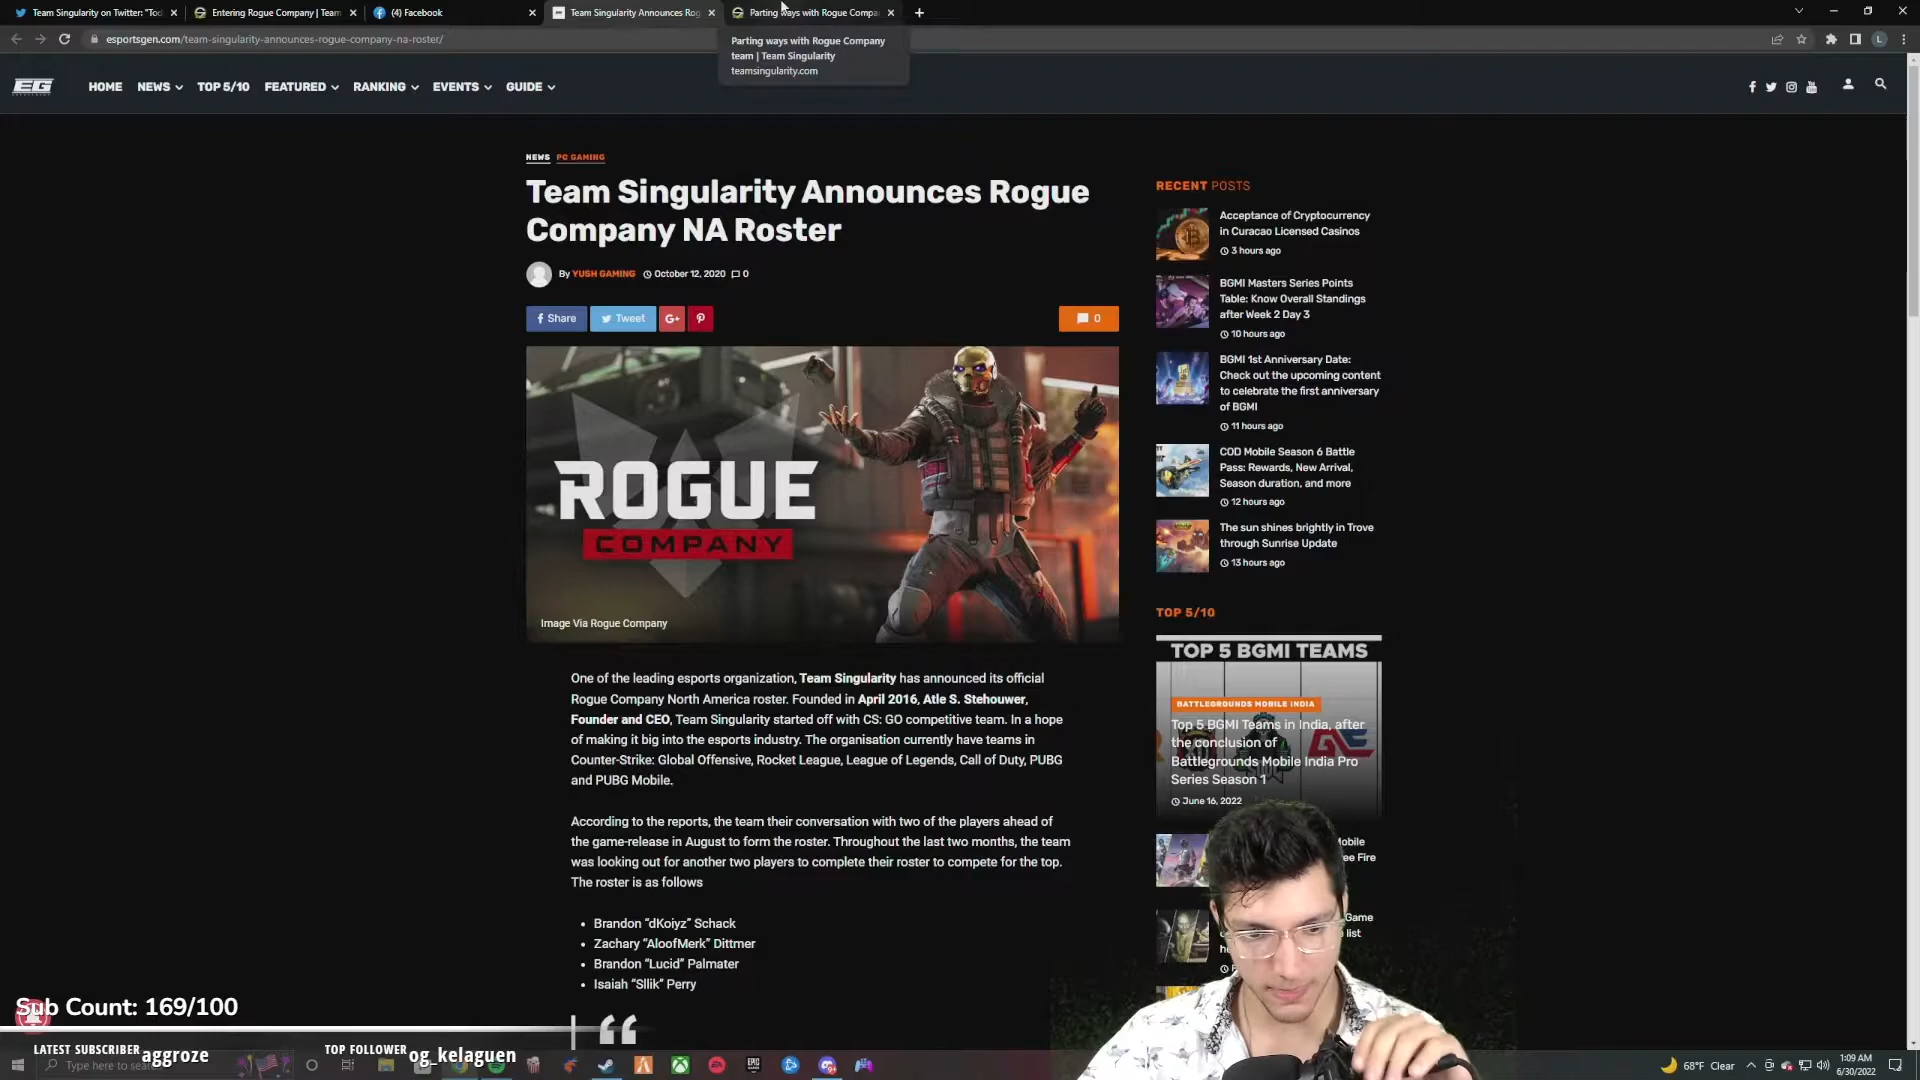 Team Singularity on Twitter: "Tod
Entering Rogue Company | Team
(4) Facebook
Team Singularity Announces Rog
Parting ways with Rogue Compa
esportsgen.com/team-singularity-announces-rogue-company-na-roster/
Parting ways with Rogue Company
team | Team Singularity
teamsingularity.com
L
EG
HOME
NEWS
TOP 5/10
FEATURED
RANKING
EVENTS
GUIDE
NEWS PC GAMING
Team Singularity Announces Rogue
Company NA Roster
By YUSH GAMING October 12, 2020 0
Share
Tweet
G+
0
ROGUE
COMPANY
Image Via Rogue Company
One of the leading esports organization, Team Singularity has announced its official
Rogue Company North America roster. Founded in April 2016, Atle S. Stehouwer,
Founder and CEO, Team Singularity started off with CS: GO competitive team. In a hope
of making it big into the esports industry. The organisation currently have teams in
Counter-Strike: Global Offensive, Rocket League, League of Legends, Call of Duty, PUBG
and PUBG Mobile.
According to the reports, the team their conversation with two of the players ahead of
the game-release in August to form the roster. Throughout the last two months, the team
was looking out for another two players to complete their roster to compete for the top.
The roster is as follows
• Brandon "dKoiyz" Schack
• Zachary "AloofMerk" Dittmer
• Brandon "Lucid" Palmater
• Isaiah "Sllik" Perry
“
RECENT POSTS
Acceptance of Cryptocurrency
in Curacao Licensed Casinos
3 hours ago
BGMI Masters Series Points
Table: Know Overall Standings
after Week 2 Day 3
10 hours ago
BGMI 1st Anniversary Date:
Check out the upcoming content
to celebrate the first anniversary
of BGMI
11 hours ago
COD Mobile Season 6 Battle
Pass: Rewards, New Arrival,
Season duration, and more
12 hours ago
The sun shines brightly in Trove
through Sunrise Update
13 hours ago
TOP 5/10
TOP 5 BGMI TEAMS
BATTLEGROUNDS MOBILE INDIA
Top 5 BGMI Teams in India, after
the conclusion of
Battlegrounds Mobile India Pro
Series Season 1
June 16, 2022
Fire
Game
list
Sub Count: 169/100
LATEST SUBSCRIBER aggroze
TOP FOLLOWER og_kelaguen
Type here to search
68°F Clear
1:09 AM
6/30/2022